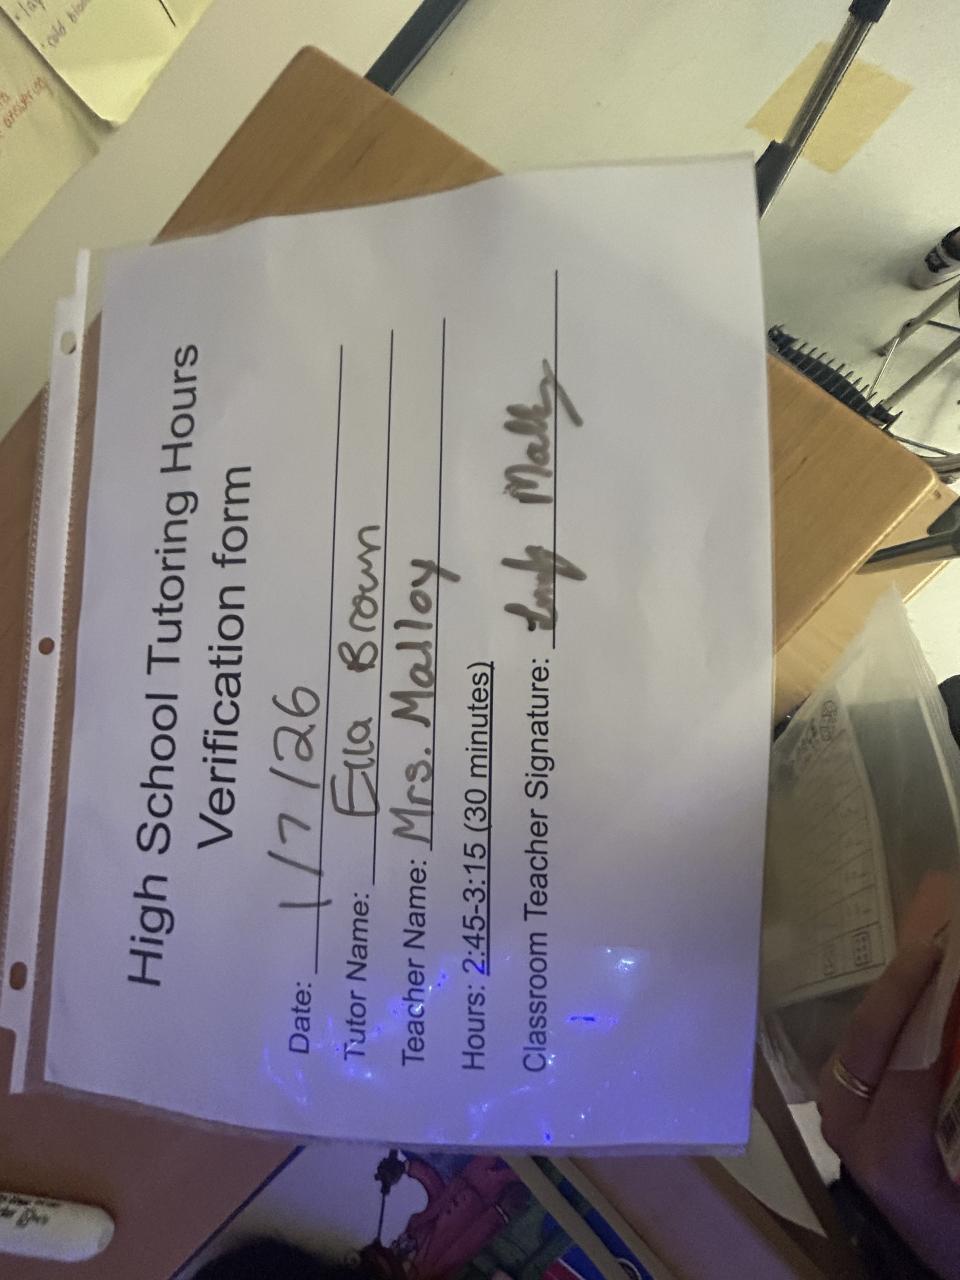 High School Tutoring Hours
Verification form
Date: 1/7/26
Tutor Name: Ella Brown
Teacher Name: Mrs. Malloy
Hours: 2:45-3:15 (30 minutes)
Classroom Teacher Signature: